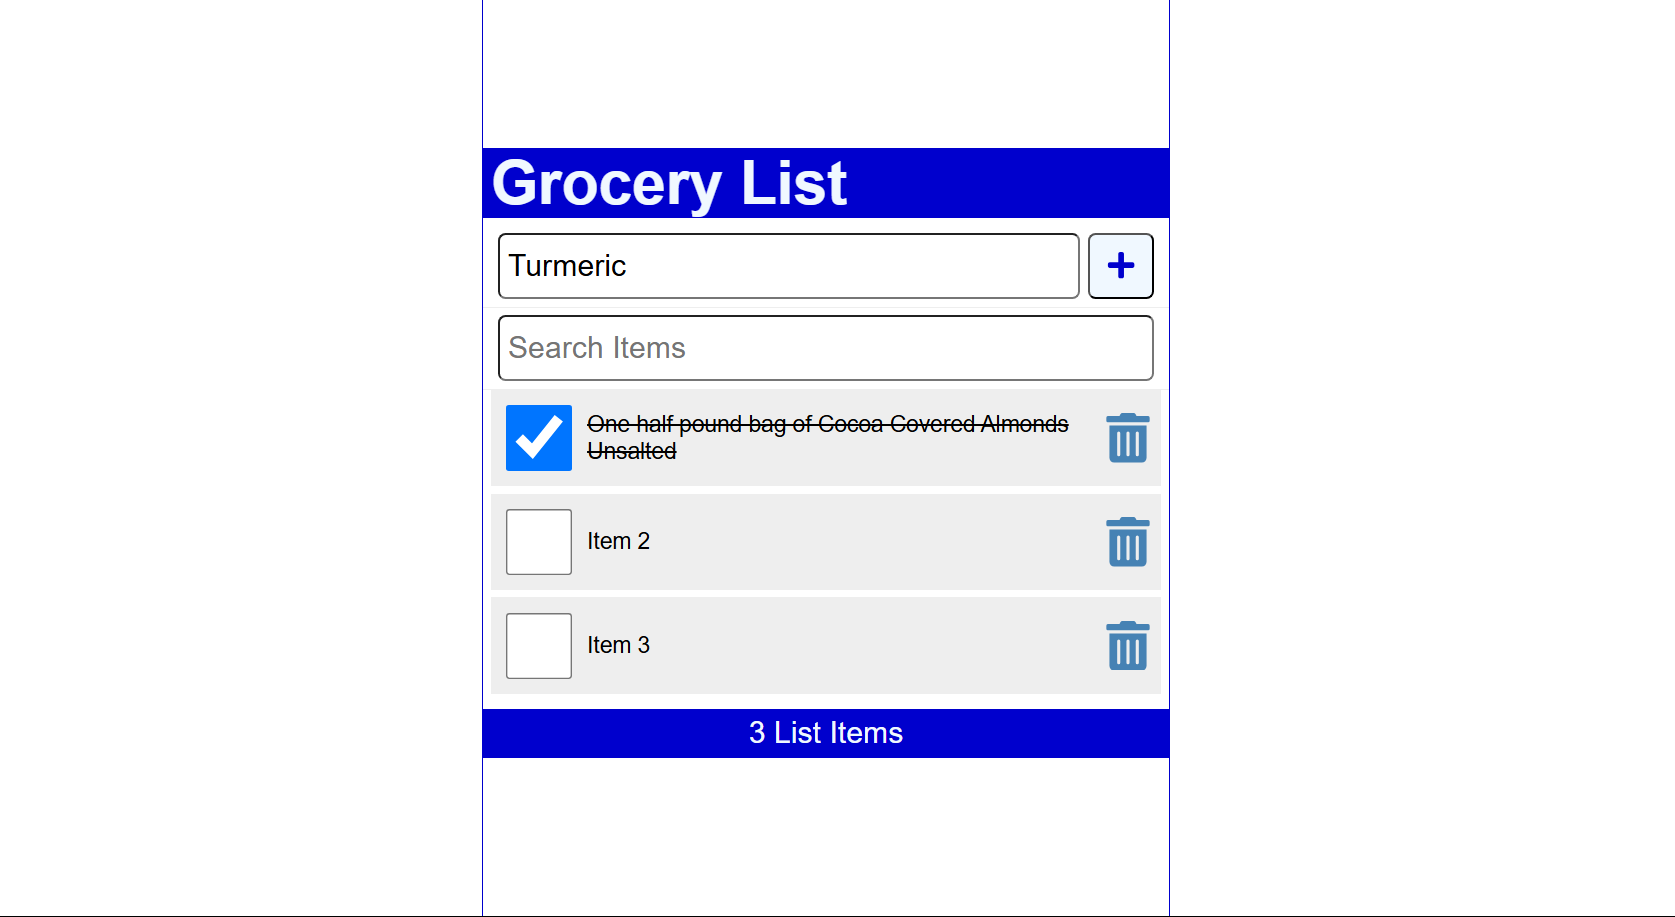 Grocery List
Turmeric
Search Items
One half pound bag of Cocoa Covered Almonds
Unsalted
Item 2
Item 3
3 List Items